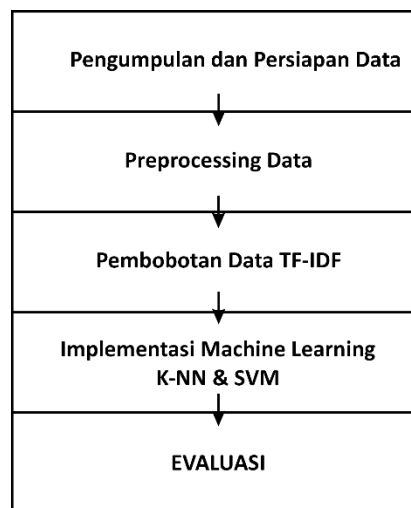 Pengumpulan dan Persiapan Data
Preprocessing Data
Pembobotan Data TF-IDF
Implementasi Machine Learning
K-NN & SVM
EVALUASI